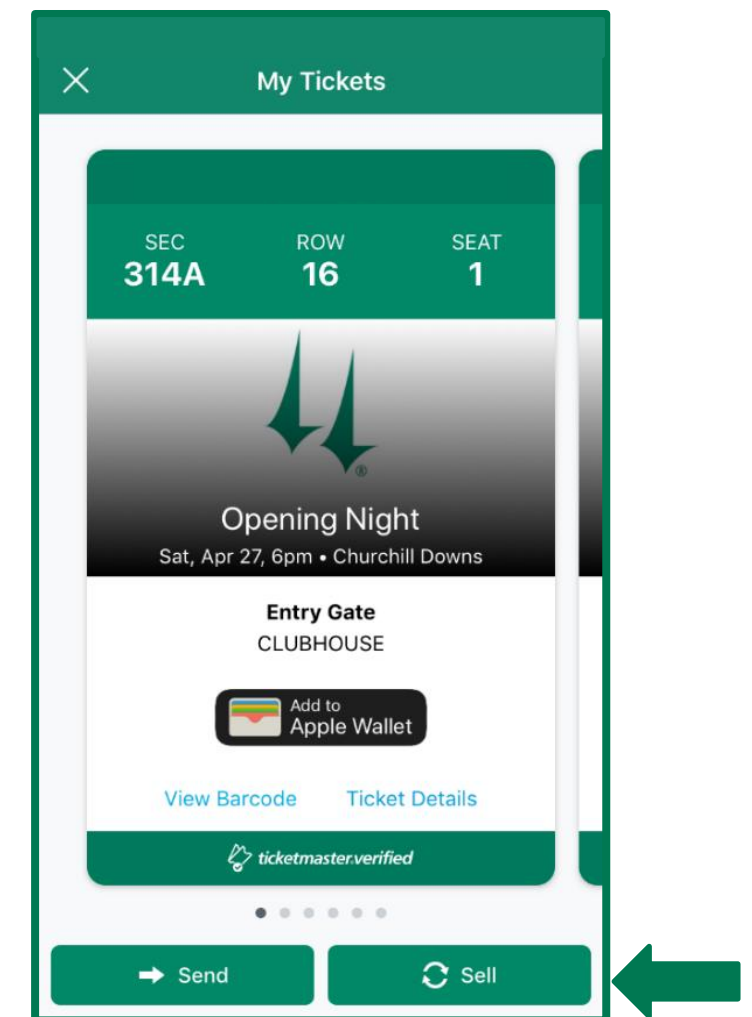 My Tickets
SEC ROW SEAT
314A 16 1
®
Opening Night
Sat, Apr 27, 6pm • Churchill Downs
Entry Gate
CLUBHOUSE
Add to
Apple Wallet
View Barcode Ticket Details
ticketmaster.verified
Send Sell